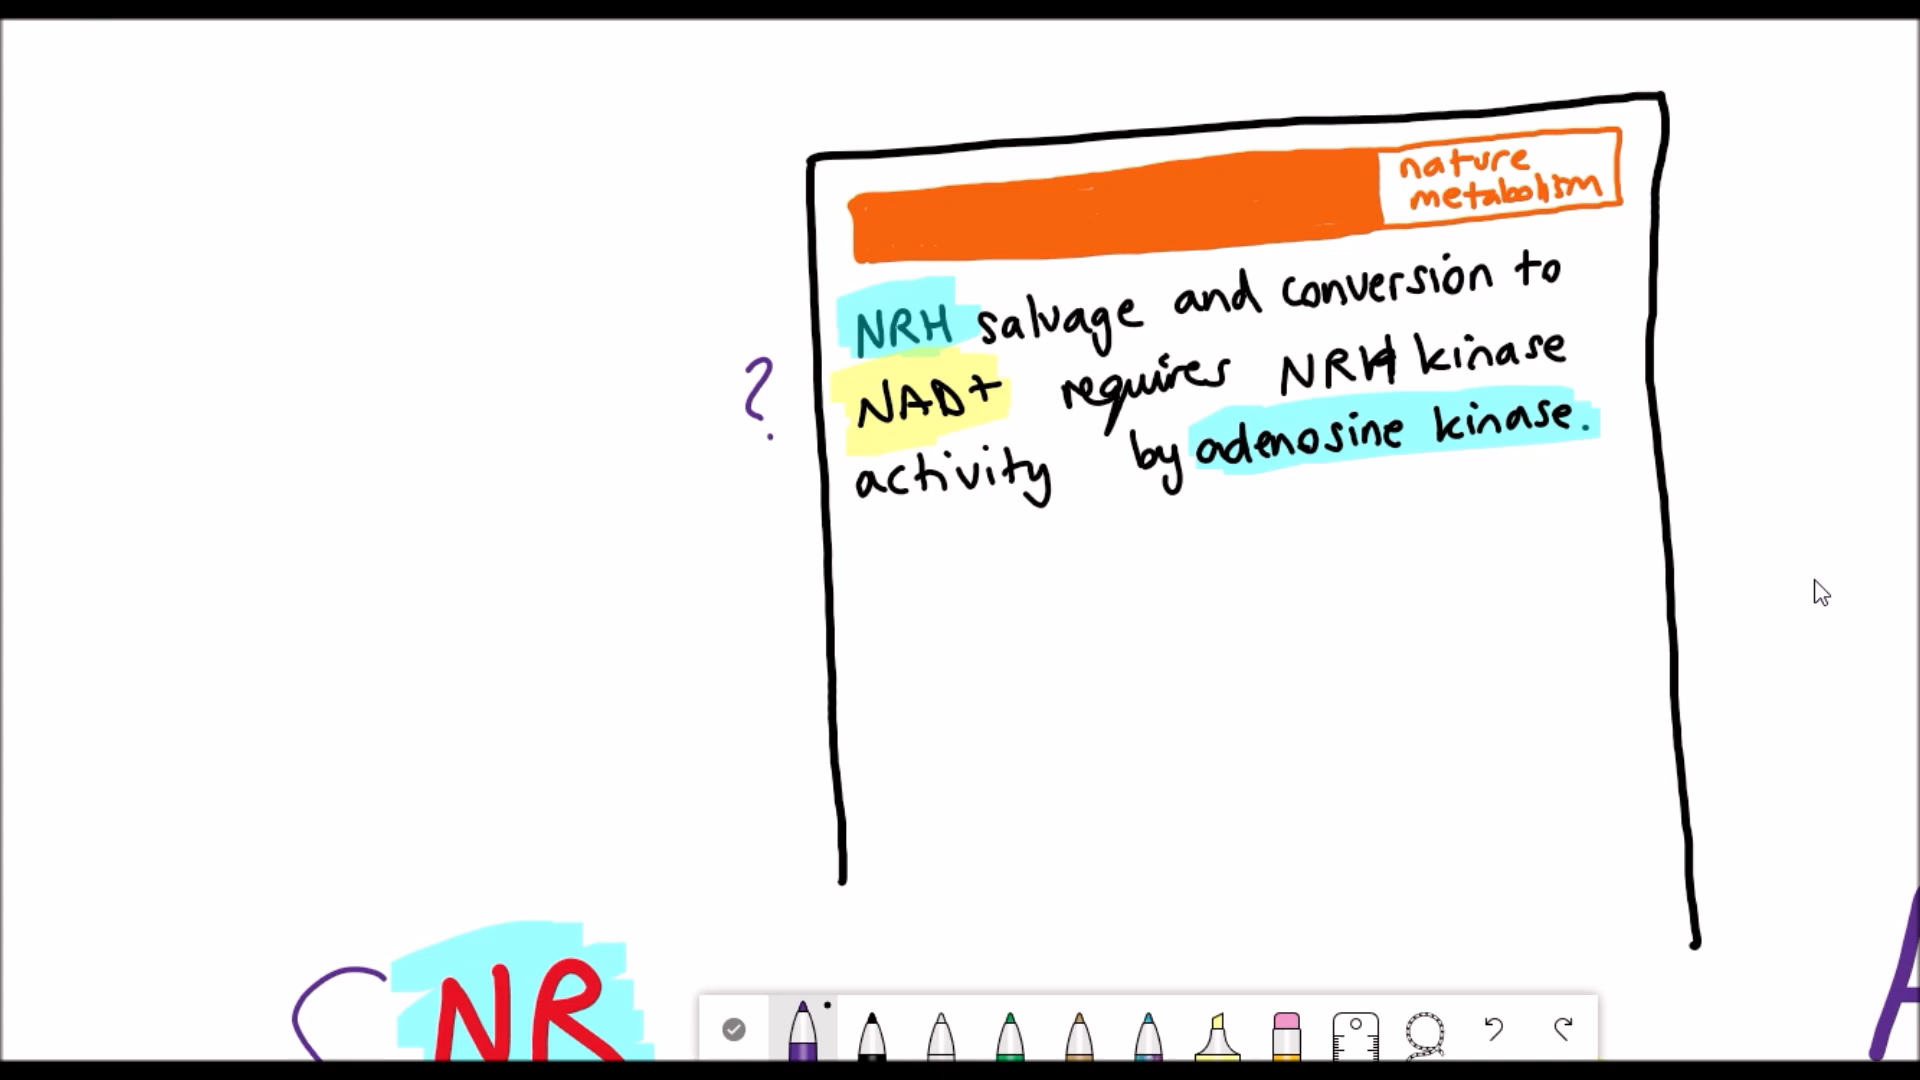 nature
metabolism
NRH salvage and conversion to
NAD+ requires NRH kinase
activity by adenosine kinase.
?
NR
A